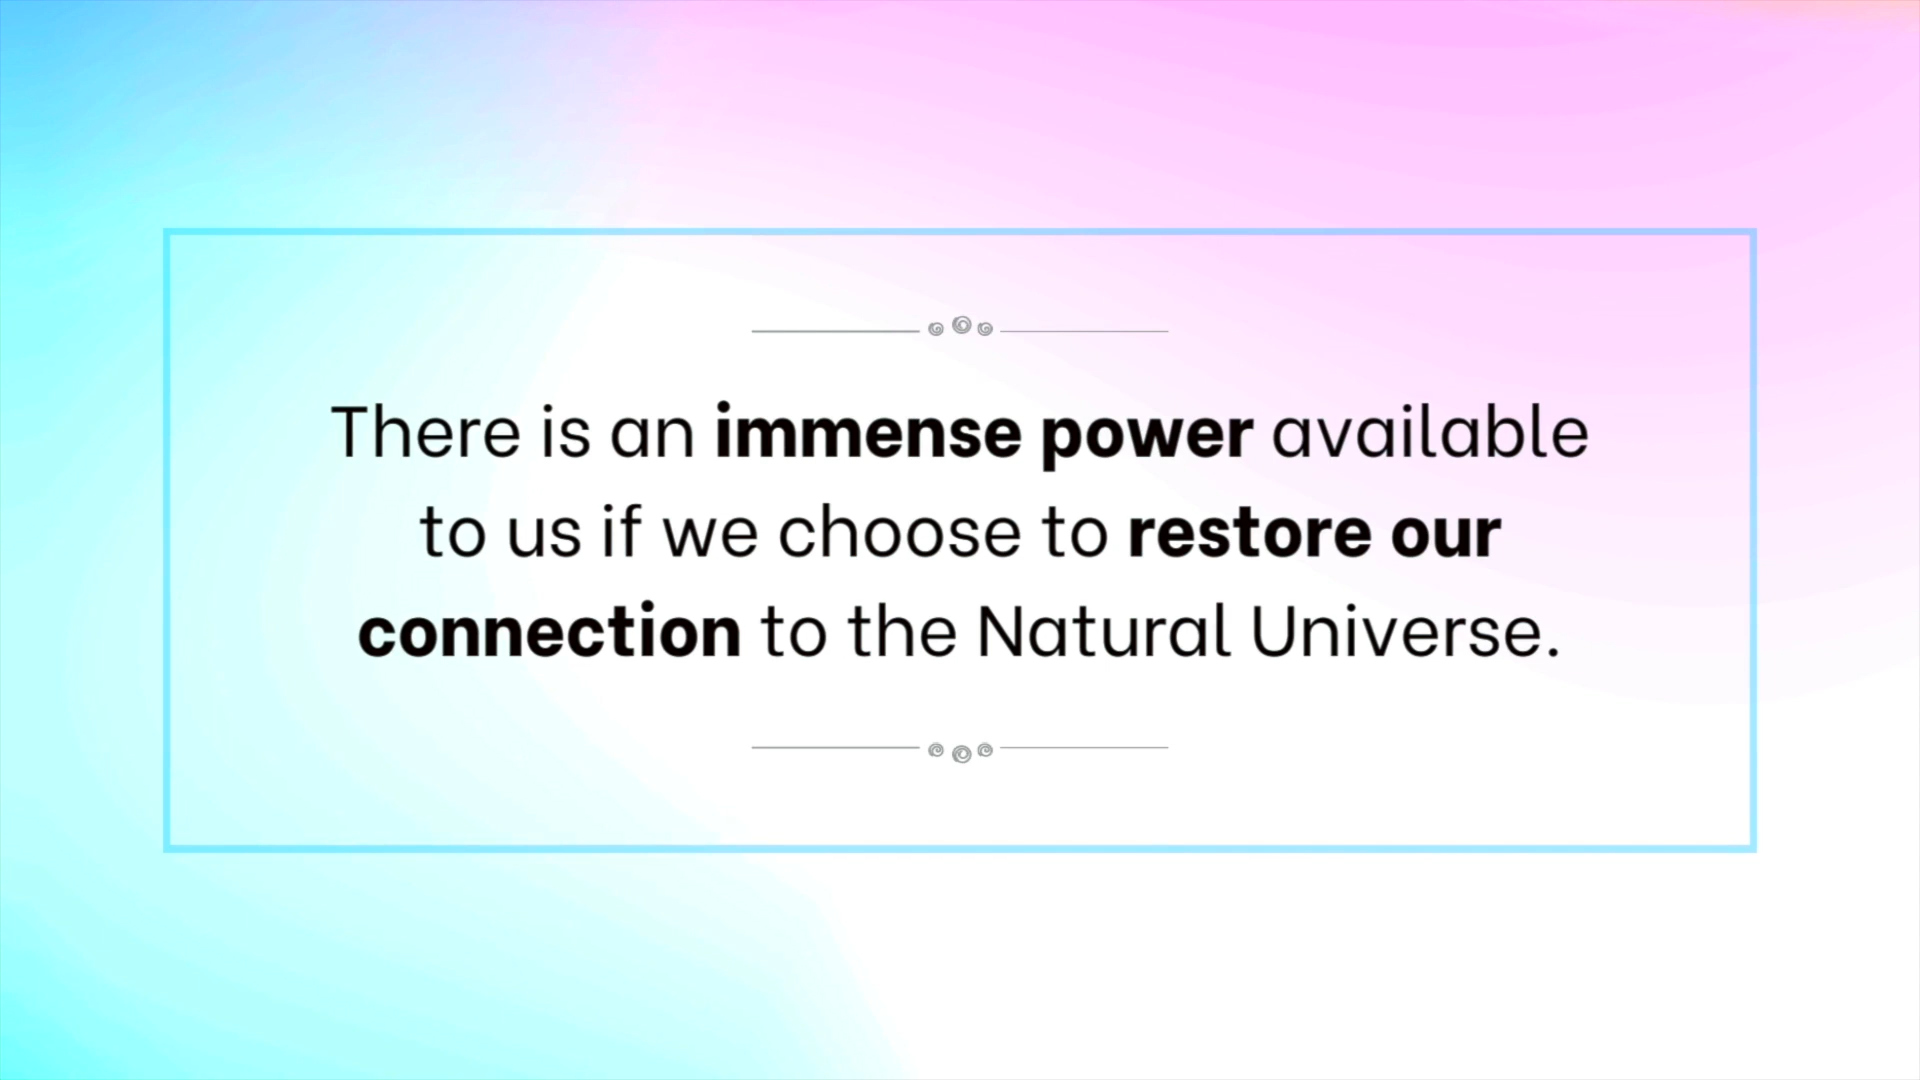 There is an immense power available
to us if we choose to restore our
connection to the Natural Universe.